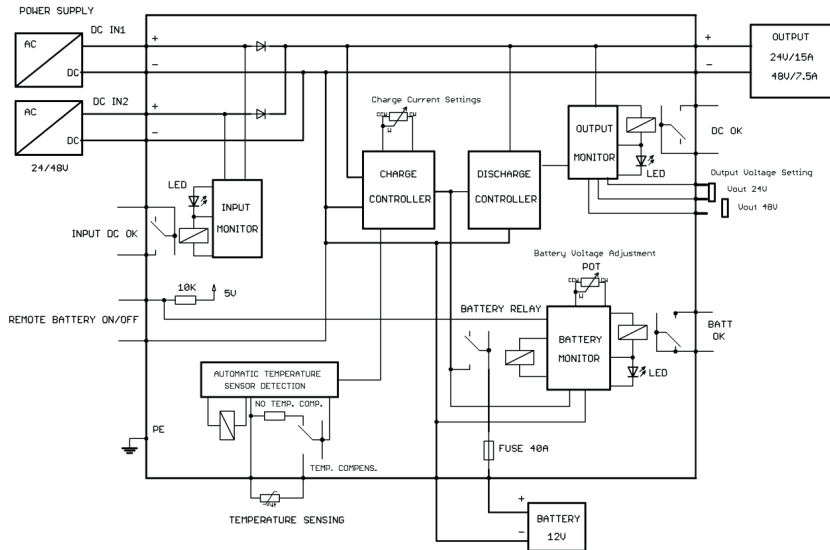 POWER SUPPLY
DC IN1
AC
DC
+
−
DC IN2
AC
DC
+
−
24/48V
+
−
OUTPUT
24V/15A
48V/7.5A
Charge Current Settings
CCW
CW
W
CHARGE
CONTROLLER
DISCHARGE
CONTROLLER
OUTPUT
MONITOR
LED
DC OK
Output Voltage Setting
Vout 24V
Vout 48V
LED
INPUT
MONITOR
INPUT DC OK
10K
5V
REMOTE BATTERY ON/OFF
Battery Voltage Adjustment
POT
CCW
CW
W
BATTERY RELAY
BATTERY
MONITOR
LED
BATT
OK
AUTOMATIC TEMPERATURE
SENSOR DETECTION
NO TEMP. COMP.
TEMP. COMPENS.
PE
FUSE 40A
TEMPERATURE SENSING
+
−
BATTERY
12V